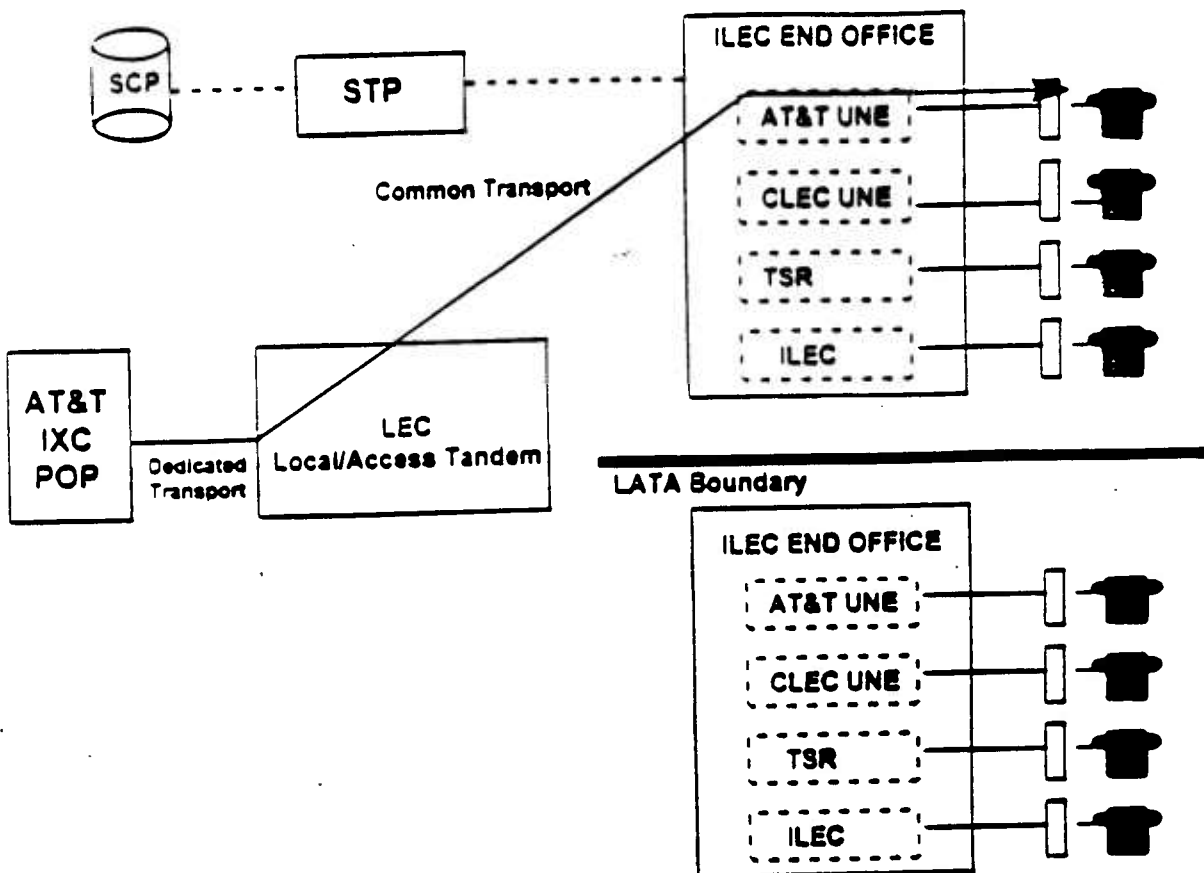 ILEC END OFFICE
SCP
STP
AT&T UNE
Common Transport
CLEC UNE
TSR
ILEC
AT&T
IXC
POP
Dedicated
Transport
LEC
Local/Access Tandem
LATA Boundary
ILEC END OFFICE
AT&T UNE
CLEC UNE
TSR
ILEC